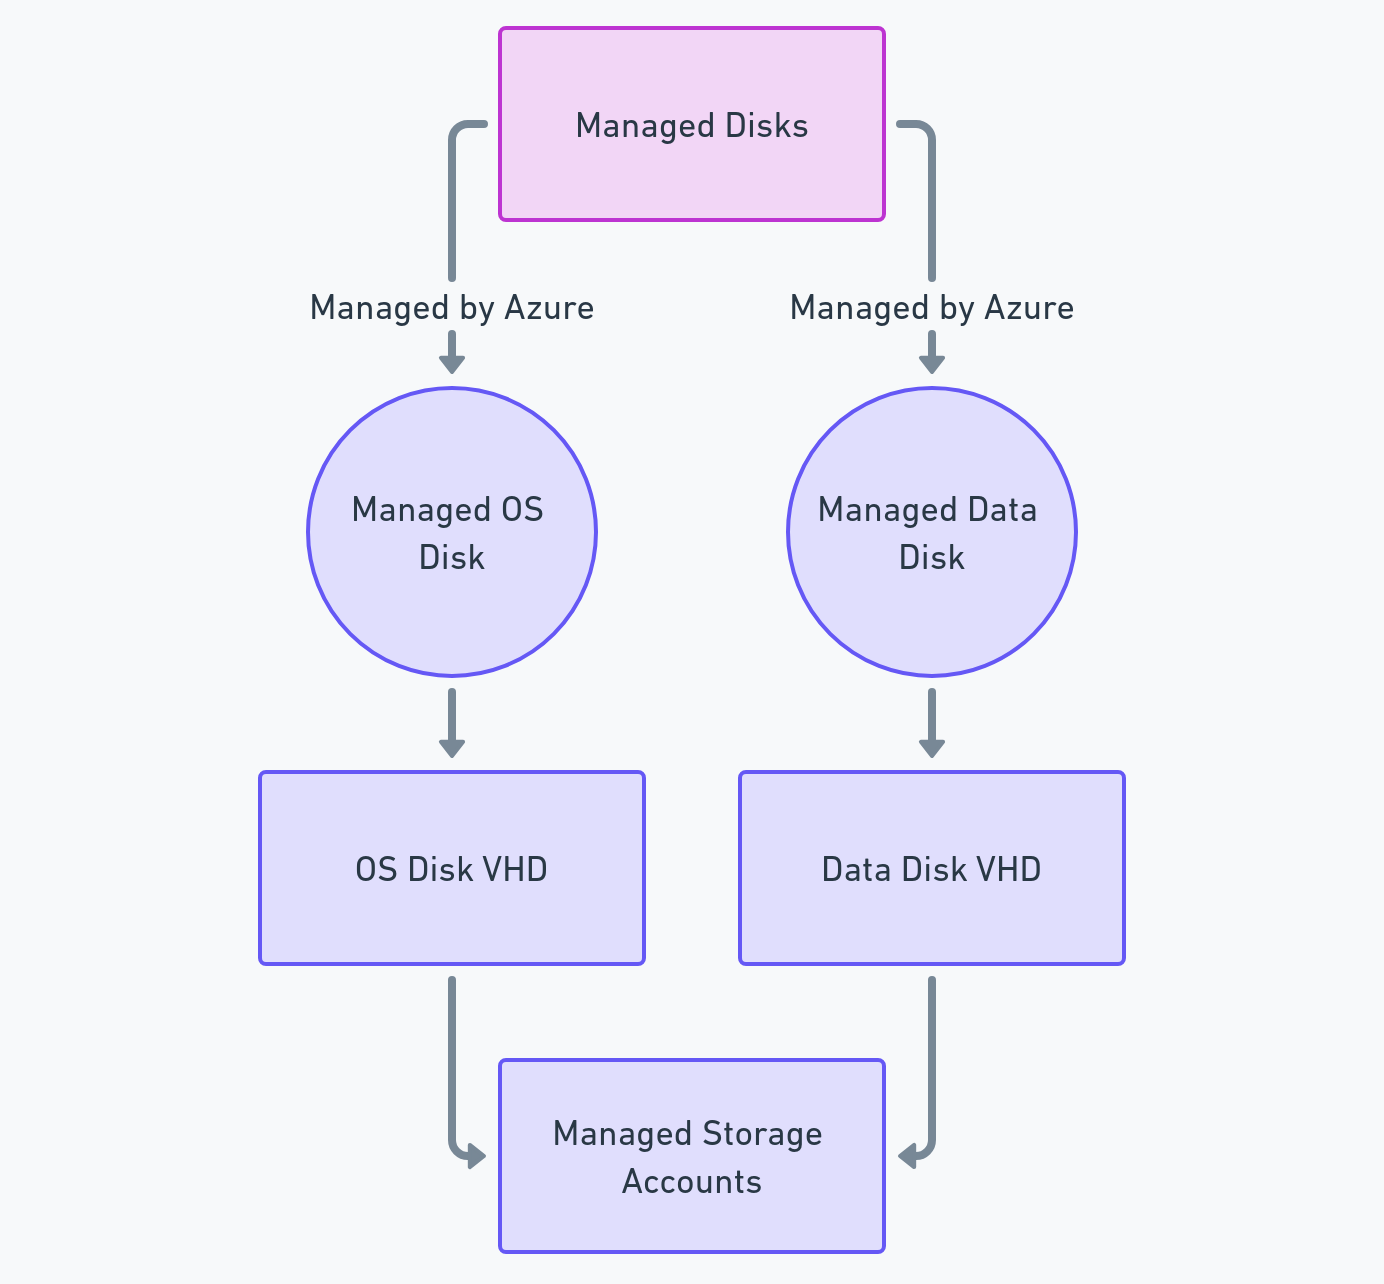 Managed Disks
Managed by Azure
Managed by Azure
Managed OS
Disk
Managed Data
Disk
OS Disk VHD
Data Disk VHD
Managed Storage
Accounts